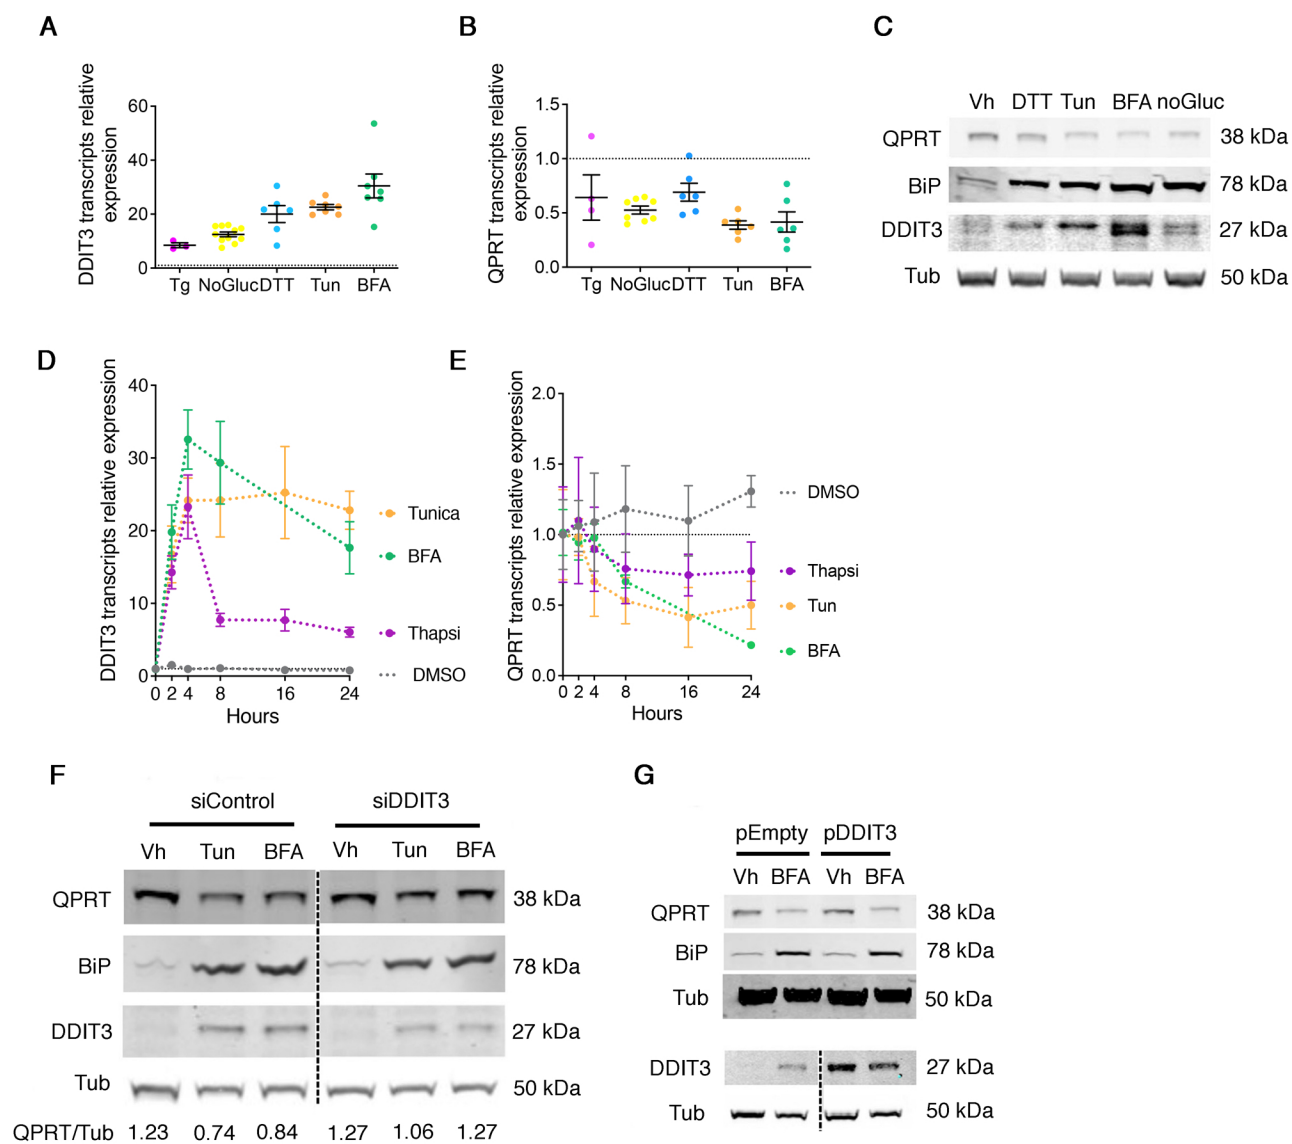 A
B
C
DDIT3 transcripts relative
expression
60
40
20
0
Tg NoGluc DTT Tun BFA
QPRT transcripts relative
expression
1.5
1.0
0.5
0.0
Tg NoGluc DTT Tun BFA
Vh DTT Tun BFA noGluc
QPRT 38 kDa
BiP 78 kDa
DDIT3 27 kDa
Tub 50 kDa
D
E
DDIT3 transcripts relative expression
40
30
20
10
0
0 2 4 8 16 24
Hours
Tunica
BFA
Thapsi
DMSO
QPRT transcripts relative expression
2.0
1.5
1.0
0.5
0.0
0 2 4 8 16 24
Hours
DMSO
Thapsi
Tun
BFA
F
siControl siDDIT3
Vh Tun BFA Vh Tun BFA
QPRT 38 kDa
BiP 78 kDa
DDIT3 27 kDa
Tub 50 kDa
QPRT/Tub 1.23 0.74 0.84 1.27 1.06 1.27
G
pEmpty pDDIT3
Vh BFA Vh BFA
QPRT 38 kDa
BiP 78 kDa
Tub 50 kDa
DDIT3 27 kDa
Tub 50 kDa